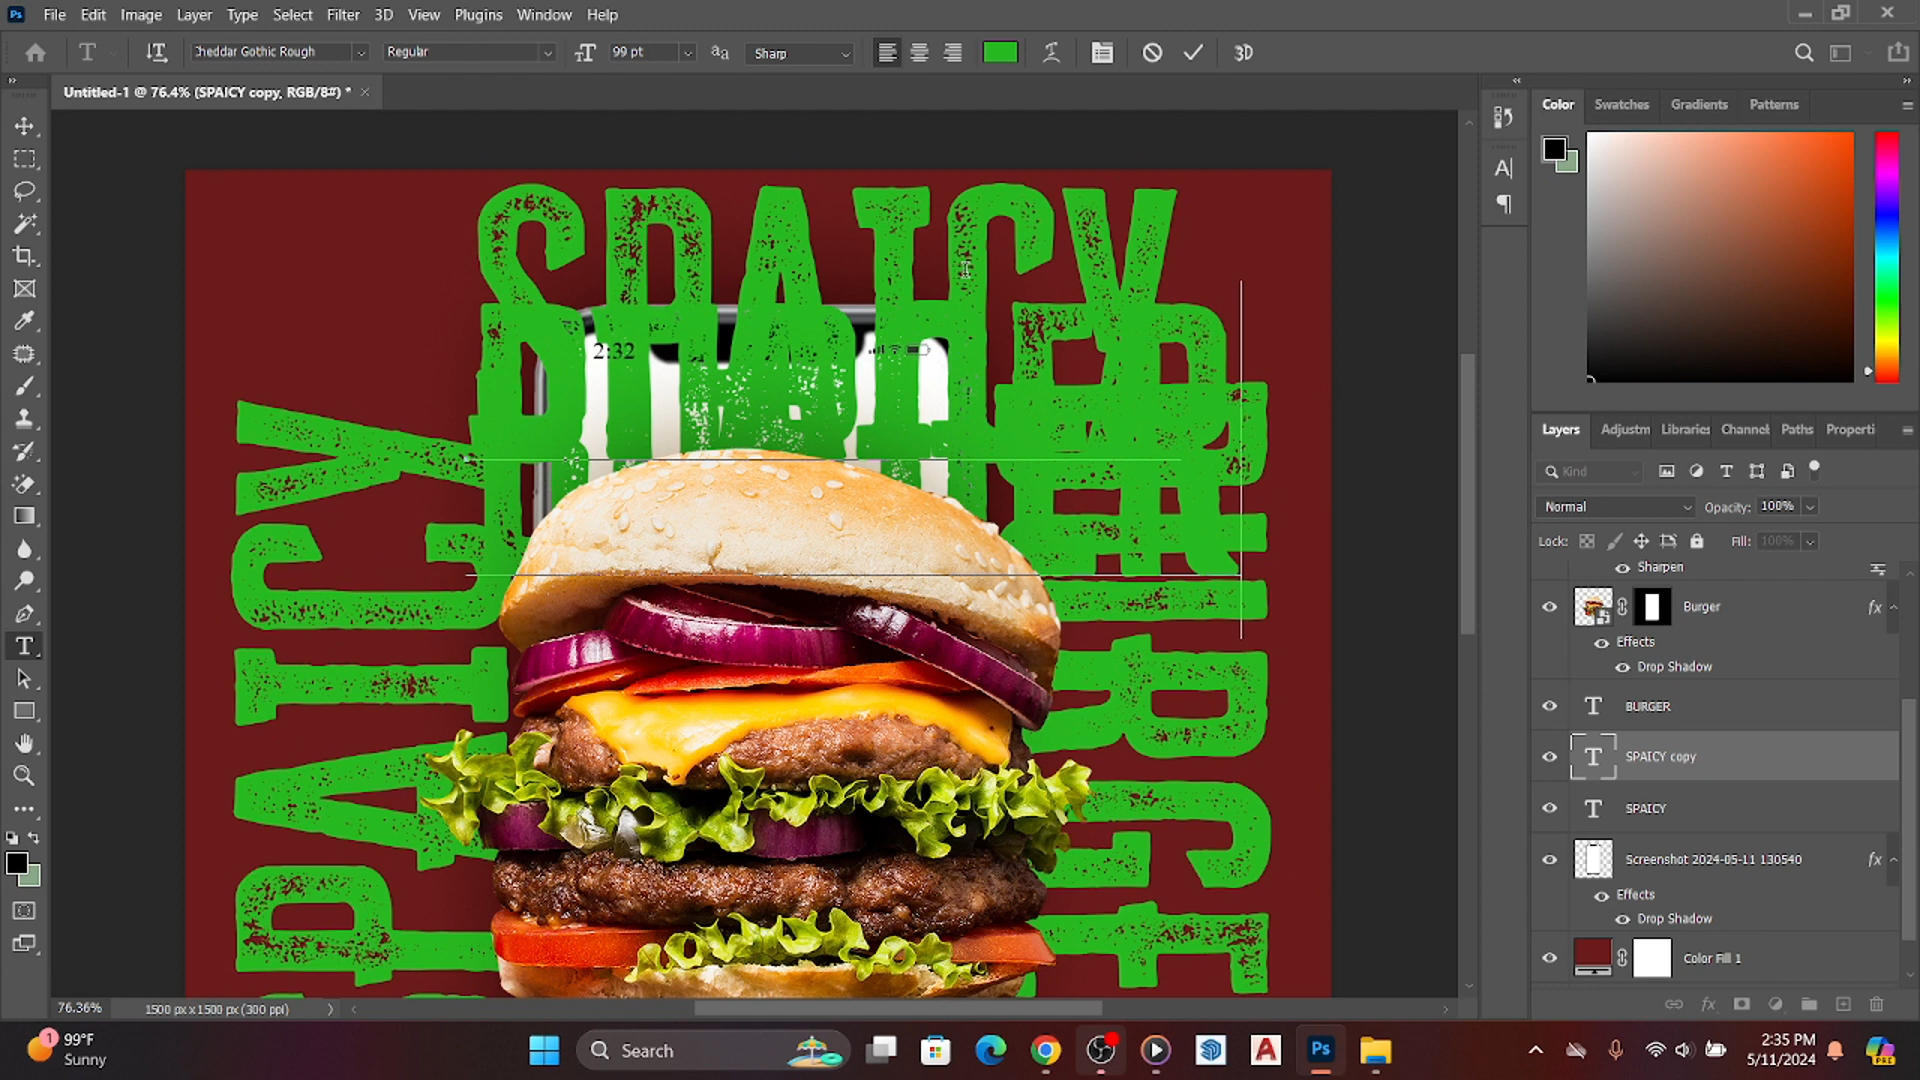 File Edit Image Layer Type Select Filter 3D View Plugins Window Help
Cheddar Gothic Rough Regular 99 pt Sharp 3D
Untitled-1 @ 76.4% (SPAICY copy, RGB/8#) *
Color Swatches Gradients Patterns
SPAICY
2:32
SPAICY
BURGER
Layers Adjustm Libraries Channel Paths Properti
Kind
Normal Opacity: 100%
Lock: Fill: 100%
Sharpen
Burger fx
Effects
Drop Shadow
BURGER
SPAICY copy
SPAICY
Screenshot 2024-05-11 130540 fx
Effects
Drop Shadow
Color Fill 1
76.36% 1500 px x 1500 px (300 ppi)
1 99°F
Sunny
Search
2:35 PM
5/11/2024